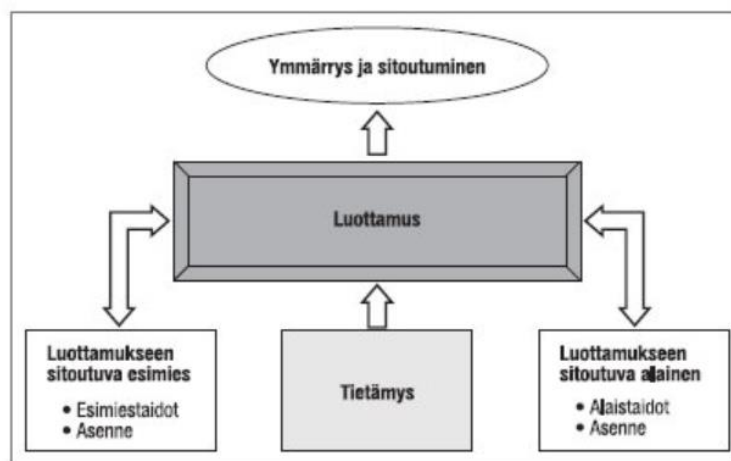 Ymmärrys ja sitoutuminen
Luottamus
Luottamukseen
sitoutuva esimies
• Esimiestaidot
• Asenne
Tietämys
Luottamukseen
sitoutuva alainen
• Alaistaidot
• Asenne